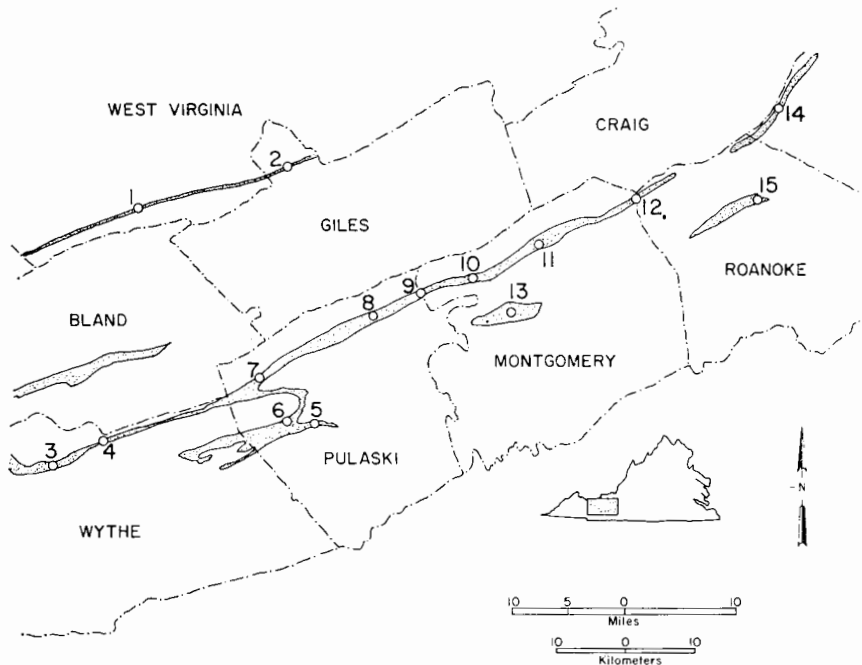 WEST VIRGINIA
CRAIG
14
2
1
15
12.
GILES
11
10
ROANOKE
9
13
8
BLAND
MONTGOMERY
7
6
5
4
3
PULASKI
N
WYTHE
10 5 0 10
Miles
10 0 10
Kilometers